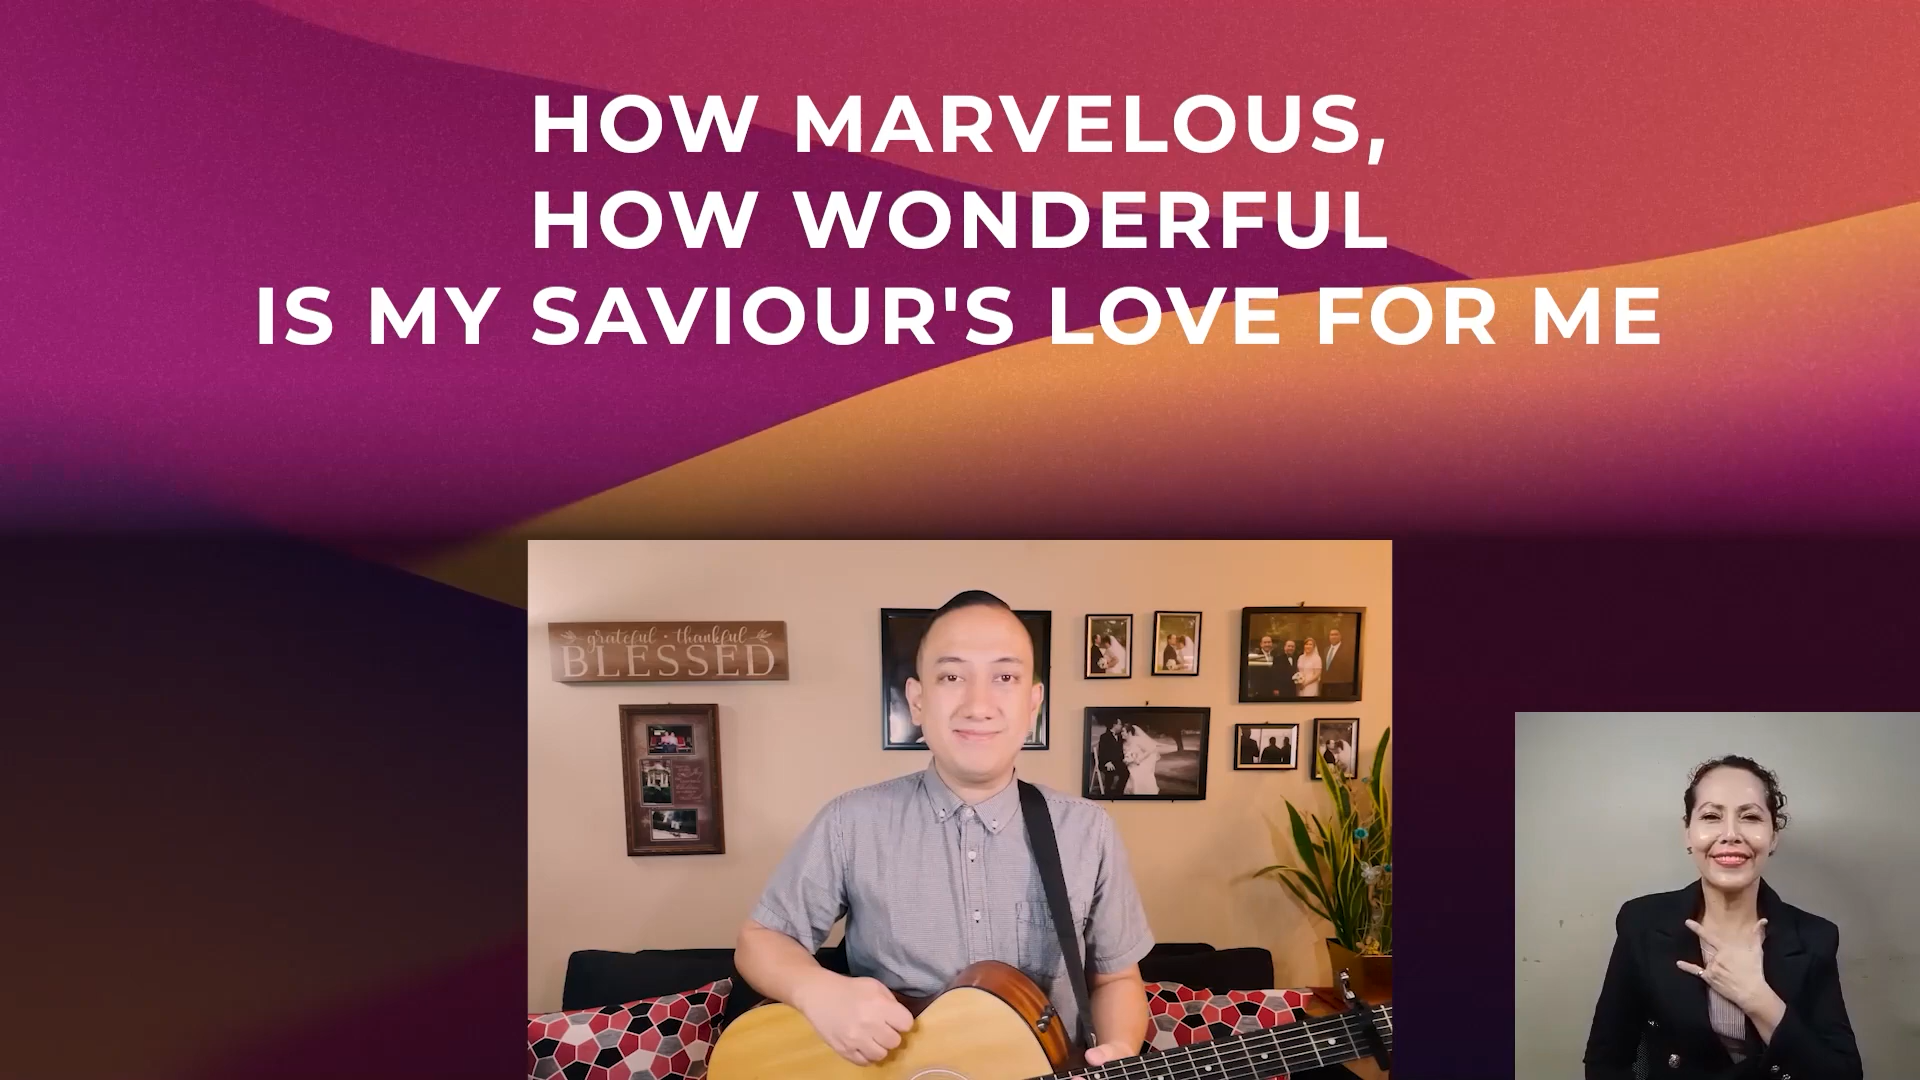 HOW MARVELOUS,
HOW WONDERFUL
IS MY SAVIOUR'S LOVE FOR ME
grateful • thankful
BLESSED